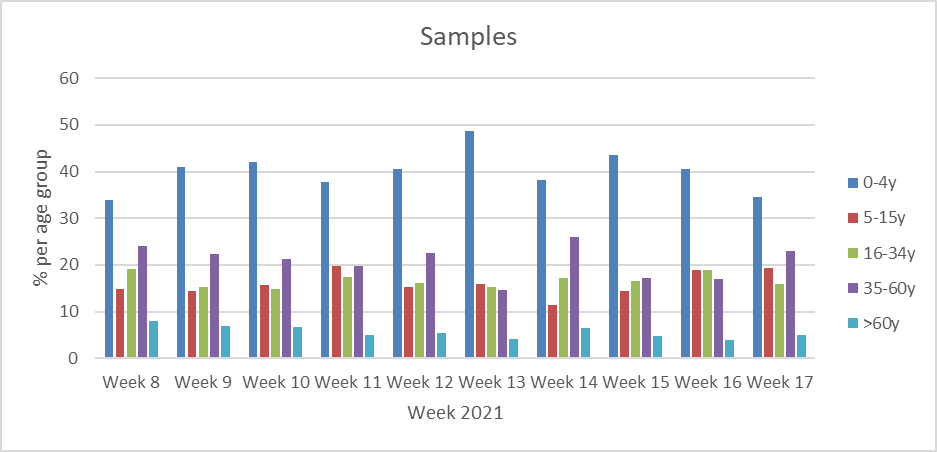 Samples
% per age group
60
50
40
30
20
10
0
Week 8 Week 9 Week 10 Week 11 Week 12 Week 13 Week 14 Week 15 Week 16 Week 17
Week 2021
0-4y
5-15y
16-34y
35-60y
>60y